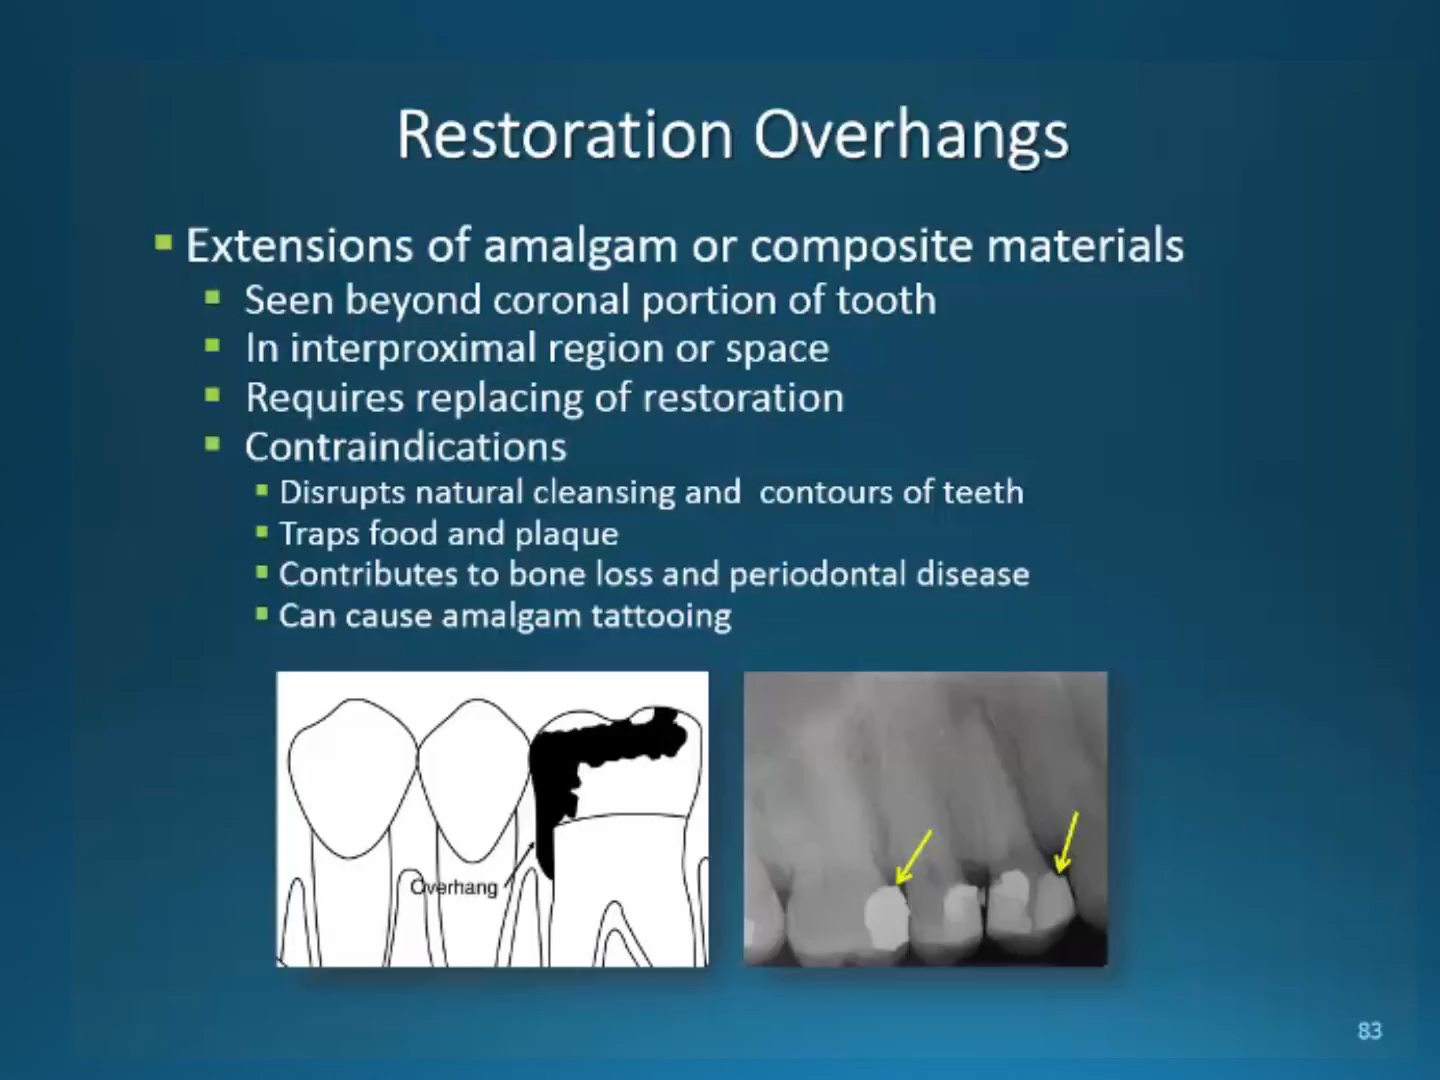 Restoration Overhangs
Extensions of amalgam or composite materials
Seen beyond coronal portion of tooth
In interproximal region or space
Requires replacing of restoration
Contraindications
Disrupts natural cleansing and contours of teeth
Traps food and plaque
Contributes to bone loss and periodontal disease
Can cause amalgam tattooing
Overhang
83